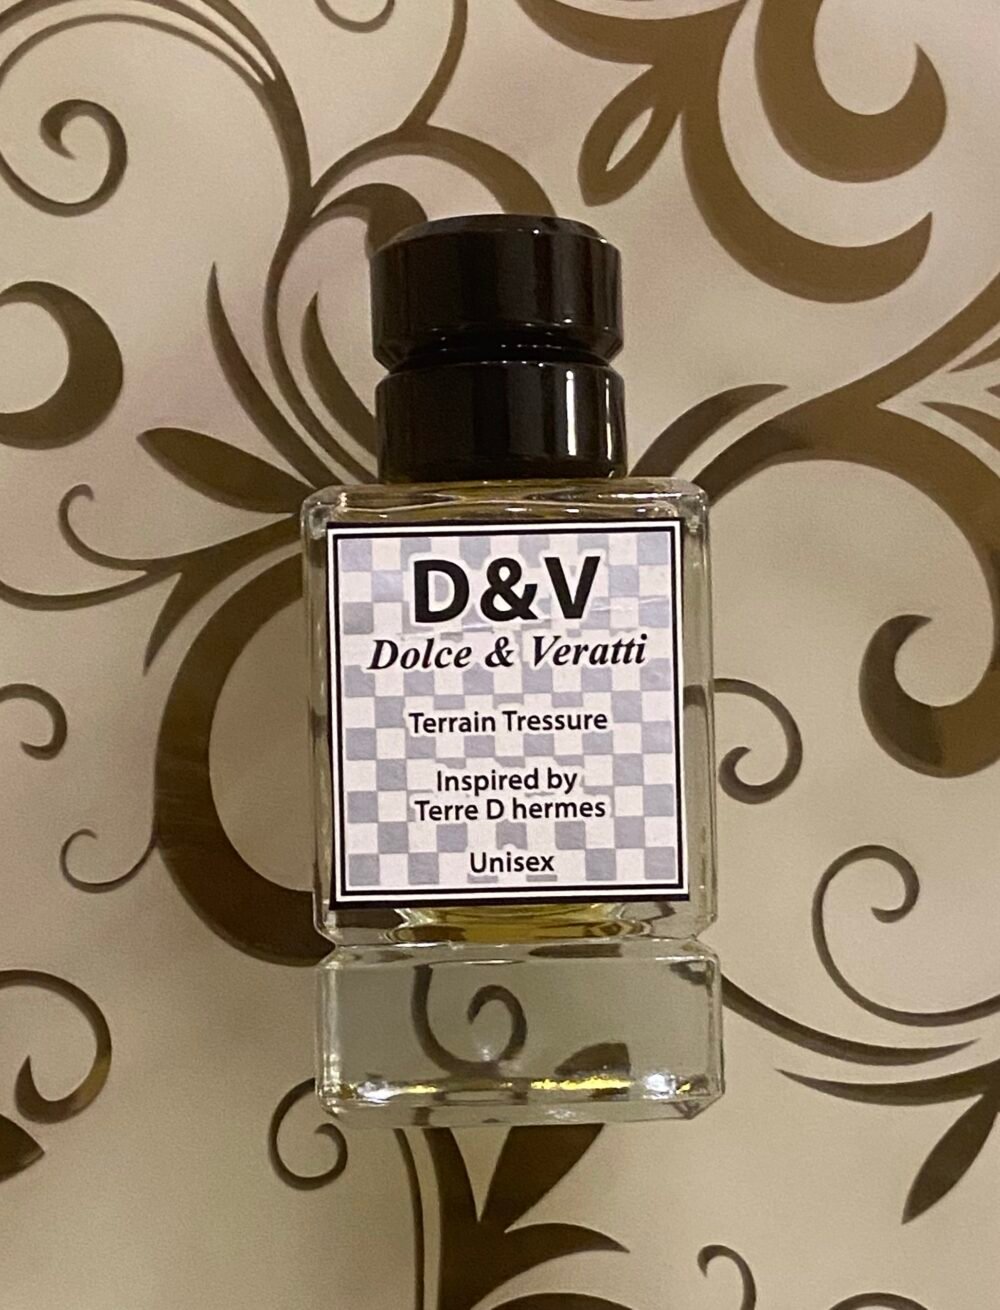 D&V
Dolce & Veratti
Terrain Tressure
Inspired by
Terre D hermes
Unisex